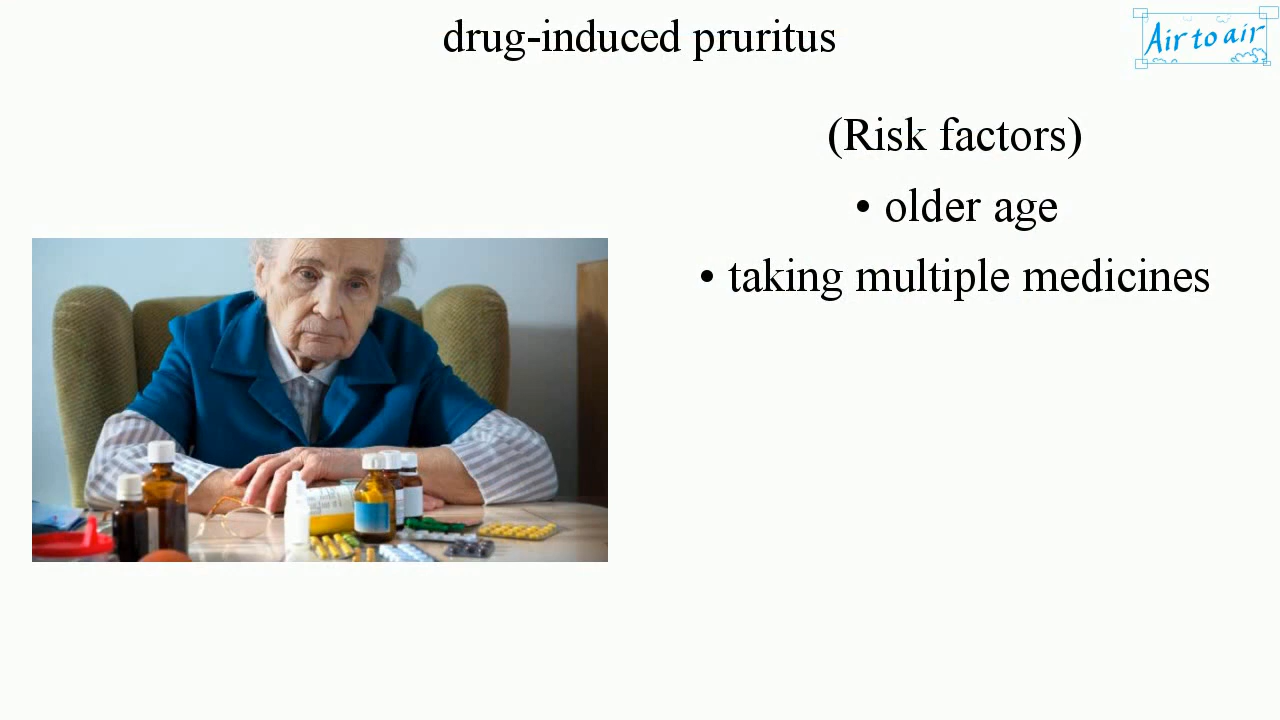 drug-induced pruritus
Air to air
(Risk factors)
• older age
• taking multiple medicines